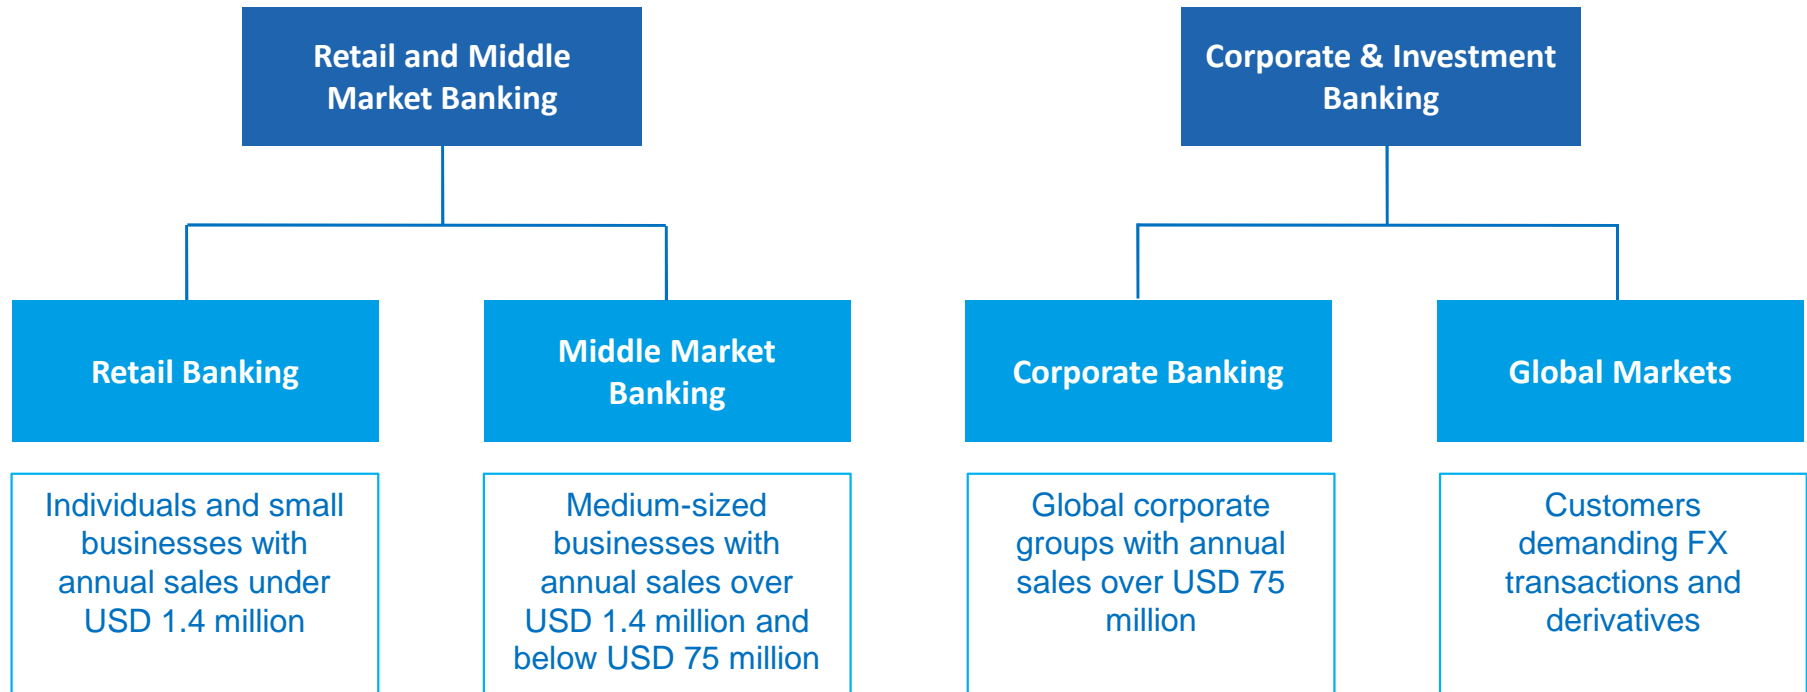 Retail and Middle
Market Banking
Corporate & Investment
Banking
Retail Banking
Middle Market
Banking
Corporate Banking
Global Markets
Individuals and small
businesses with
annual sales under
USD 1.4 million
Medium-sized
businesses with
annual sales over
USD 1.4 million and
below USD 75 million
Global corporate
groups with annual
sales over USD 75
million
Customers
demanding FX
transactions and
derivatives